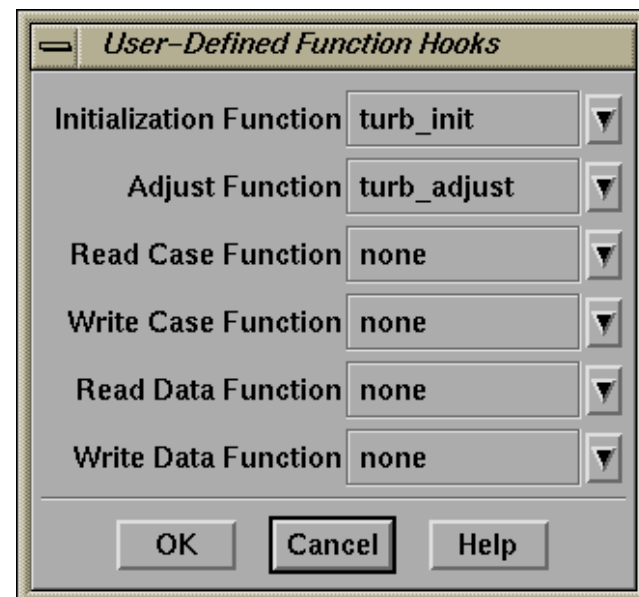 User-Defined Function Hooks
Initialization Function turb_init
Adjust Function turb_adjust
Read Case Function none
Write Case Function none
Read Data Function none
Write Data Function none
OK Cancel Help